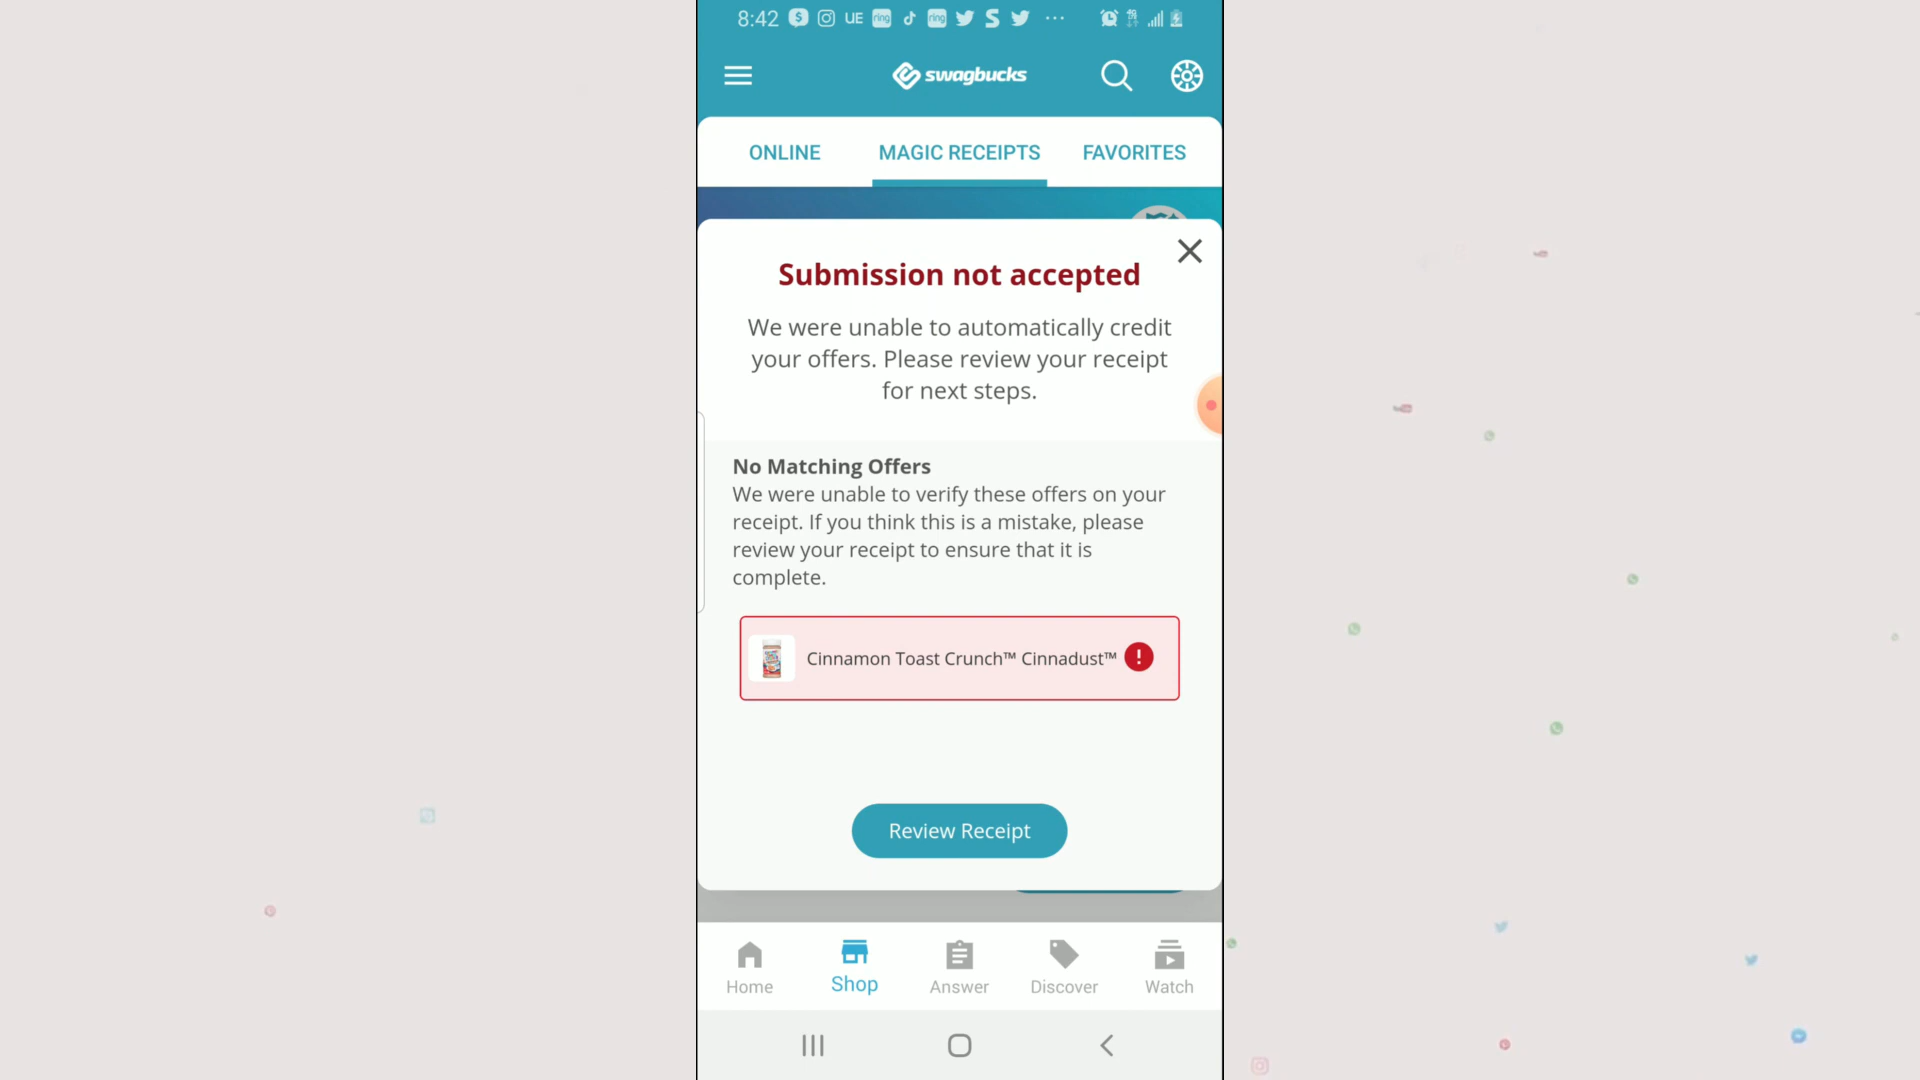 8:42 UE ring ring
swagbucks
ONLINE MAGIC RECEIPTS FAVORITES
Submission not accepted
We were unable to automatically credit
your offers. Please review your receipt
for next steps.
No Matching Offers
We were unable to verify these offers on your
receipt. If you think this is a mistake, please
review your receipt to ensure that it is
complete.
Cinnamon Toast Crunch™ Cinnadust™
Review Receipt
Home Shop Answer Discover Watch